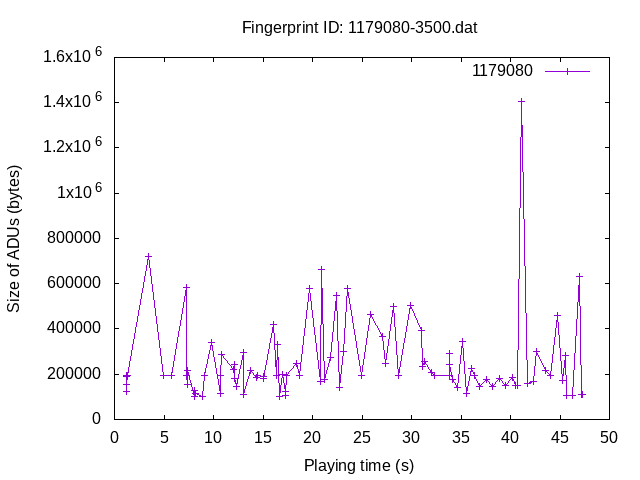 Fingerprint ID: 1179080-3500.dat
1179080
Size of ADUs (bytes)
1.6x10^6
1.4x10^6
1.2x10^6
1x10^6
800000
600000
400000
200000
0
0 5 10 15 20 25 30 35 40 45 50
Playing time (s)